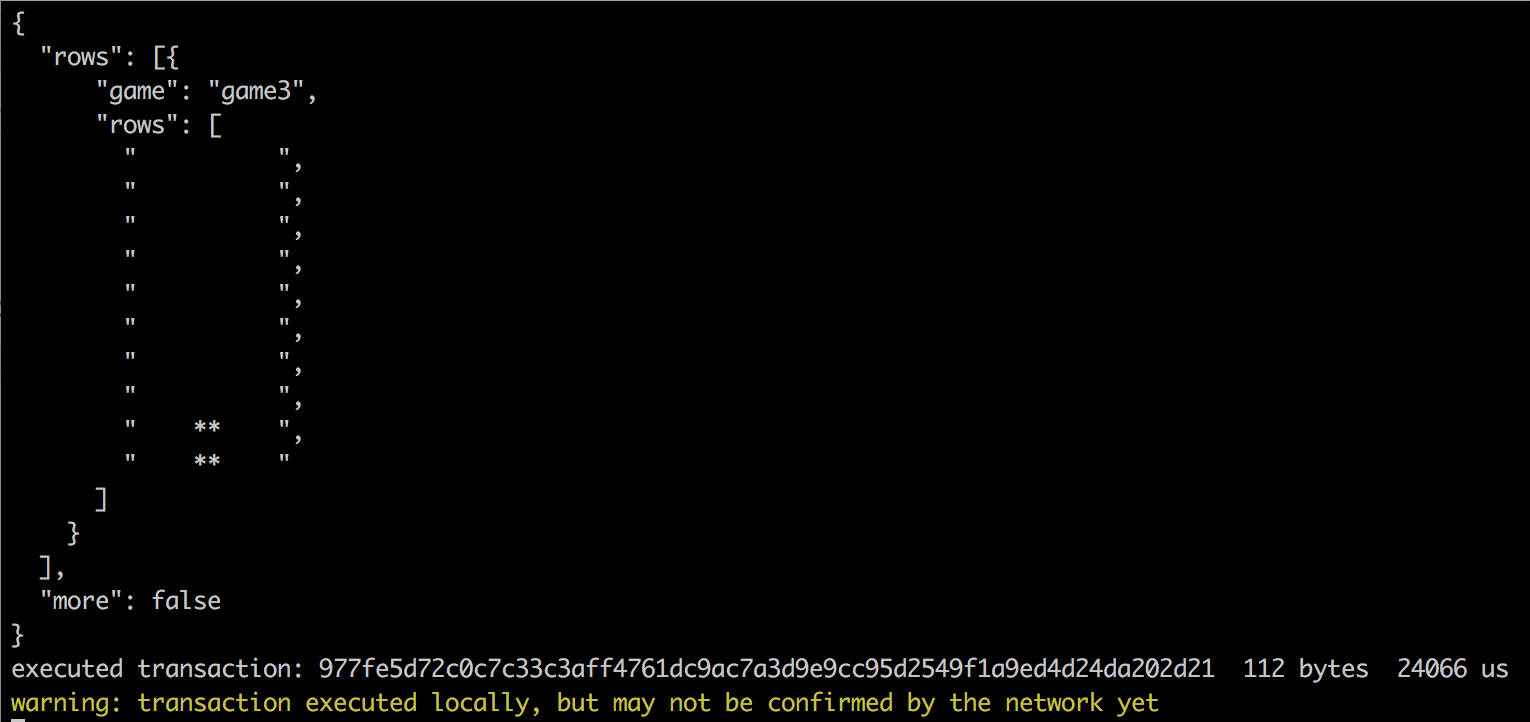 {
  "rows": [{
      "game": "game3",
      "rows": [
        "          ",
        "          ",
        "          ",
        "          ",
        "          ",
        "          ",
        "          ",
        "          ",
        "    **    ",
        "    **    "
      ]
    }
  ],
  "more": false
}
executed transaction: 977fe5d72c0c7c33c3aff4761dc9ac7a3d9e9cc95d2549f1a9ed4d24da202d21  112 bytes  24066 us
warning: transaction executed locally, but may not be confirmed by the network yet